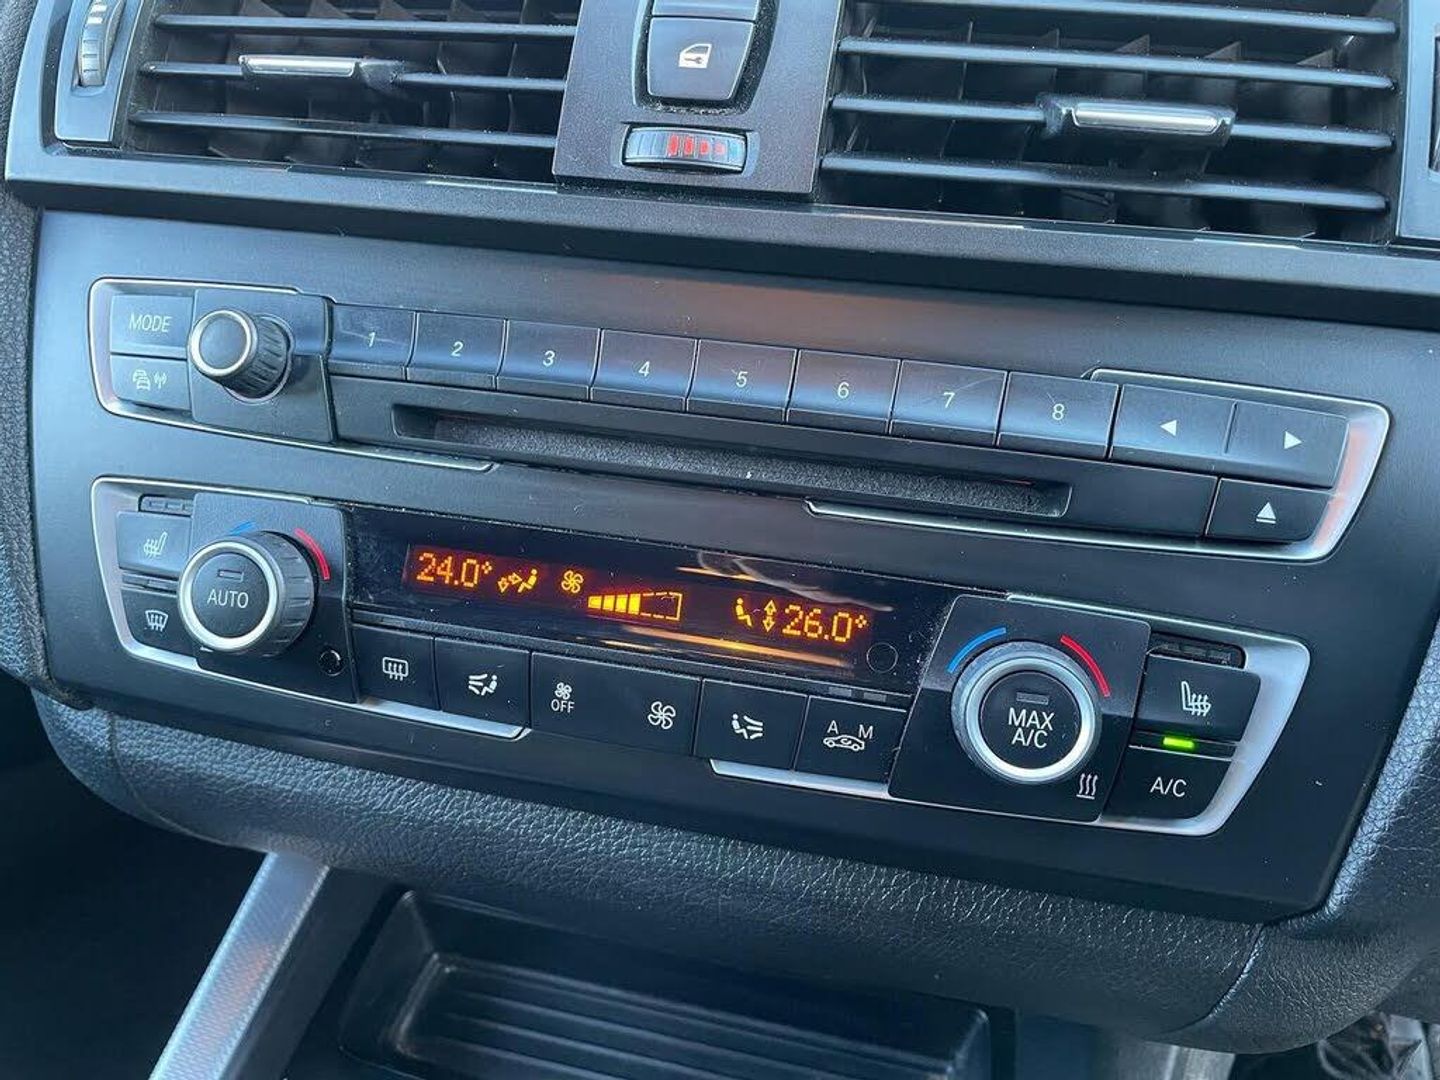 MODE
1 2 3 4 5 6 7 8
24.0° 26.0°
AUTO
OFF
A M
MAX
A/C
A/C